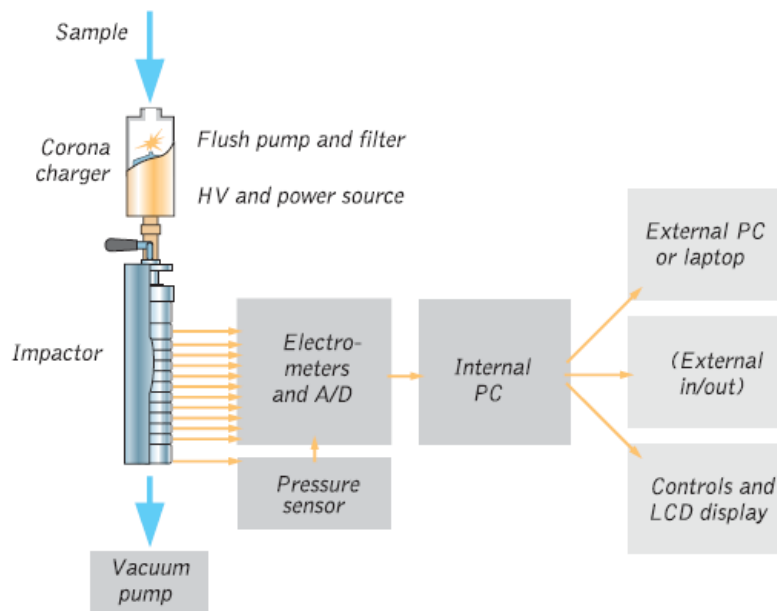 Sample
Corona
charger
Flush pump and filter
HV and power source
Impactor
Electro-
meters
and A/D
Pressure
sensor
Internal
PC
External PC
or laptop
(External
in/out)
Controls and
LCD display
Vacuum
pump